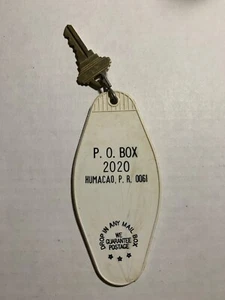 P. O. BOX
2020
HUMACAO, P. R. 0061
DROP IN ANY MAIL BOX
WE
GUARANTEE
POSTAGE